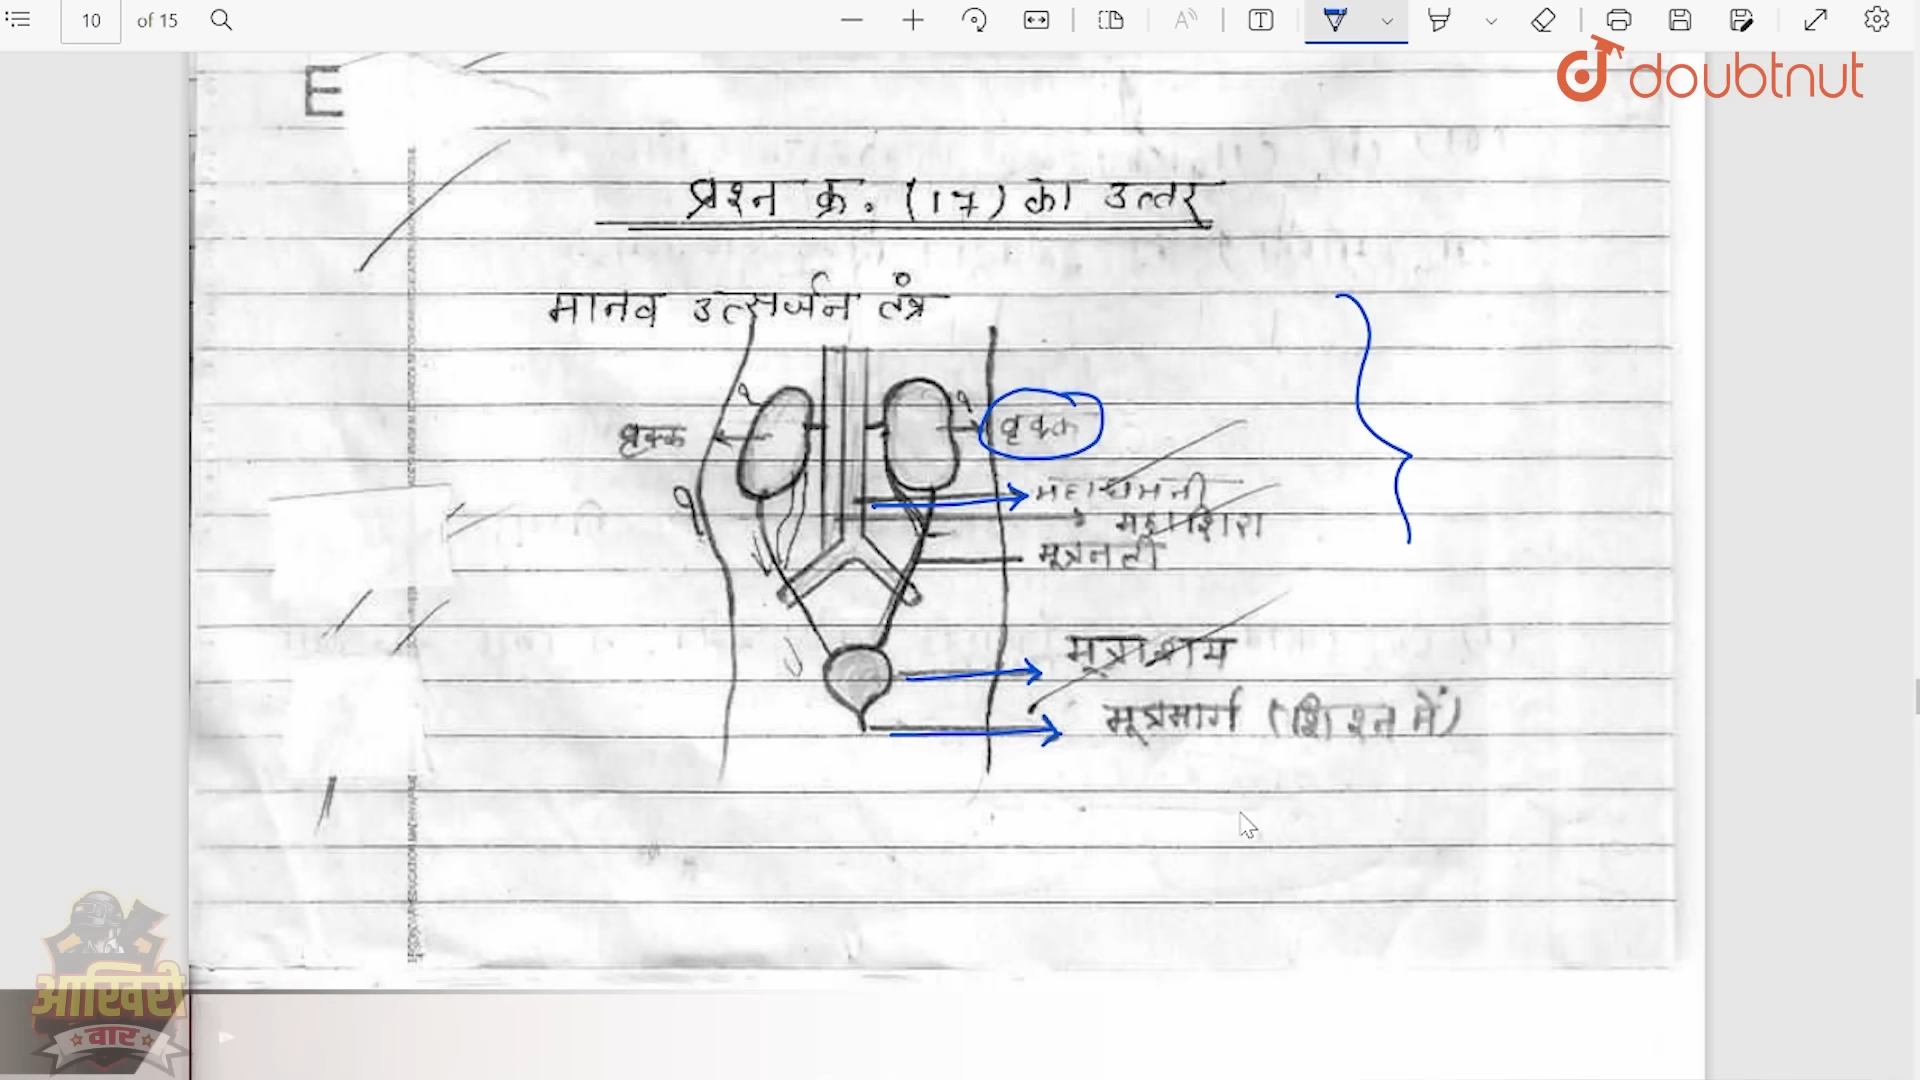 10 of 15
doubtnut
E
प्रश्न क्र. (17) का उत्तर
मानव उत्सर्जन तंत्र
वृक्क
वृक्क
महाधमनी
महाशिरा
मूत्रनली
मूत्राशय
मूत्रमार्ग (शिश्न में)
आखिरी
वार